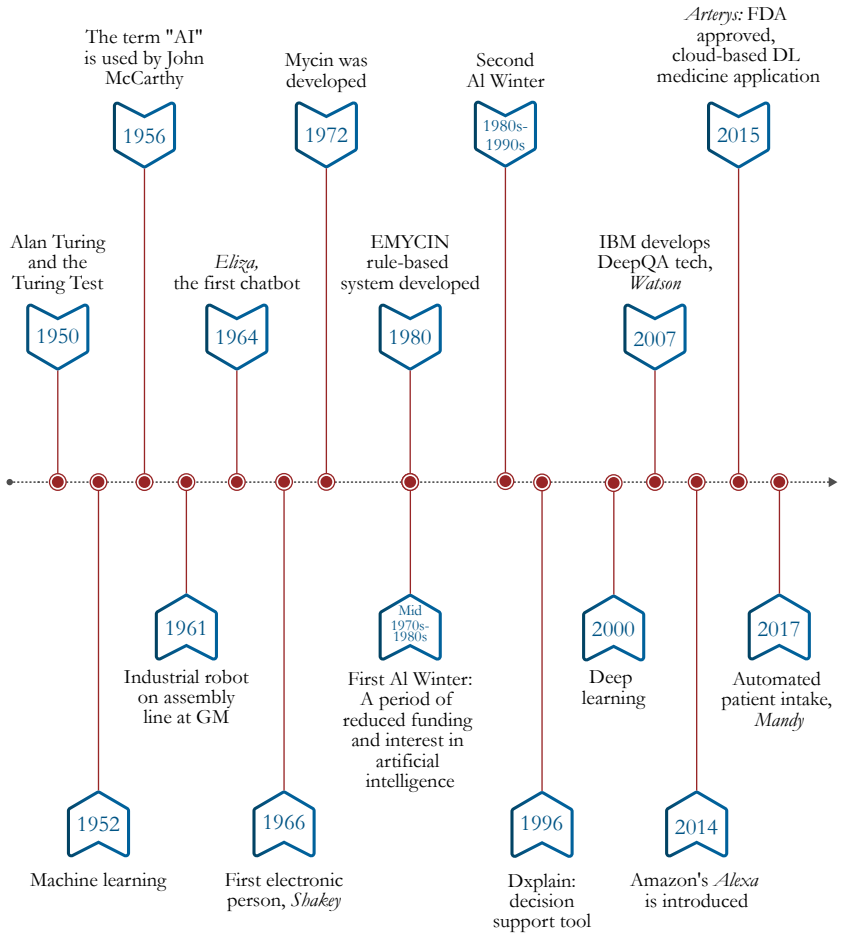 The term "AI"
is used by John
McCarthy
1956
Mycin was
developed
1972
Second
Al Winter
1980s-
1990s
Arterys: FDA
approved,
cloud-based DL
medicine application
2015
Alan Turing
and the
Turing Test
1950
Eliza,
the first chatbot
1964
EMYCIN
rule-based
system developed
1980
IBM develops
DeepQA tech,
Watson
2007
1961
Industrial robot
on assembly
line at GM
Mid
1970s-
1980s
First Al Winter:
A period of
reduced funding
and interest in
artificial
intelligence
2000
Deep
learning
2017
Automated
patient intake,
Mandy
1952
Machine learning
1966
First electronic
person, Shakey
1996
Dxplain:
decision
support tool
2014
Amazon's Alexa
is introduced